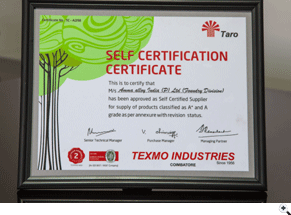 Taro
SELF CERTIFICATION
CERTIFICATE
This is to certify that
M/s Amma alloy India (P) Ltd (Foundry Division)
has been approved as Self Certified Supplier
for supply of products classified as A* and A
grade as per annexure with revision status.
Senior Technical Manager
Purchase Manager
Managing Partner
TEXMO INDUSTRIES
COIMBATORE
Since 1956